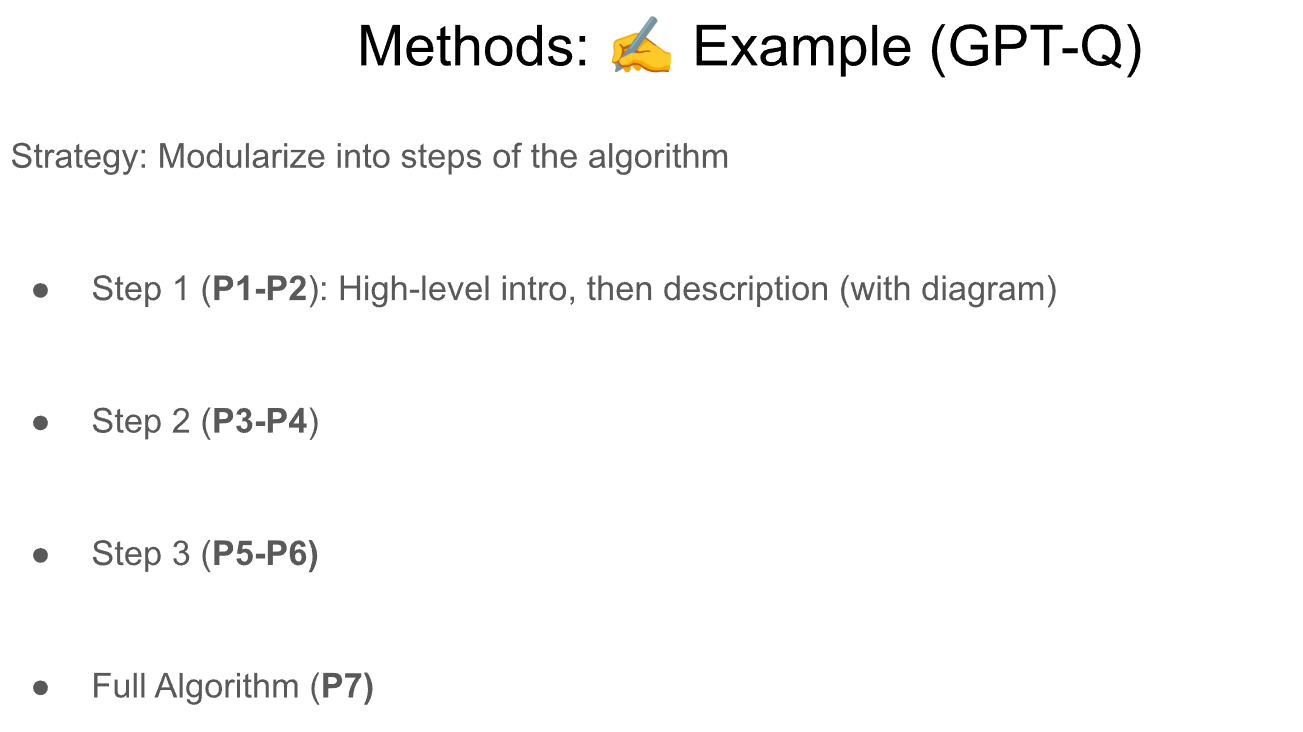 Methods: ✍️ Example (GPT-Q)
Strategy: Modularize into steps of the algorithm
● Step 1 (P1-P2): High-level intro, then description (with diagram)
● Step 2 (P3-P4)
● Step 3 (P5-P6)
● Full Algorithm (P7)